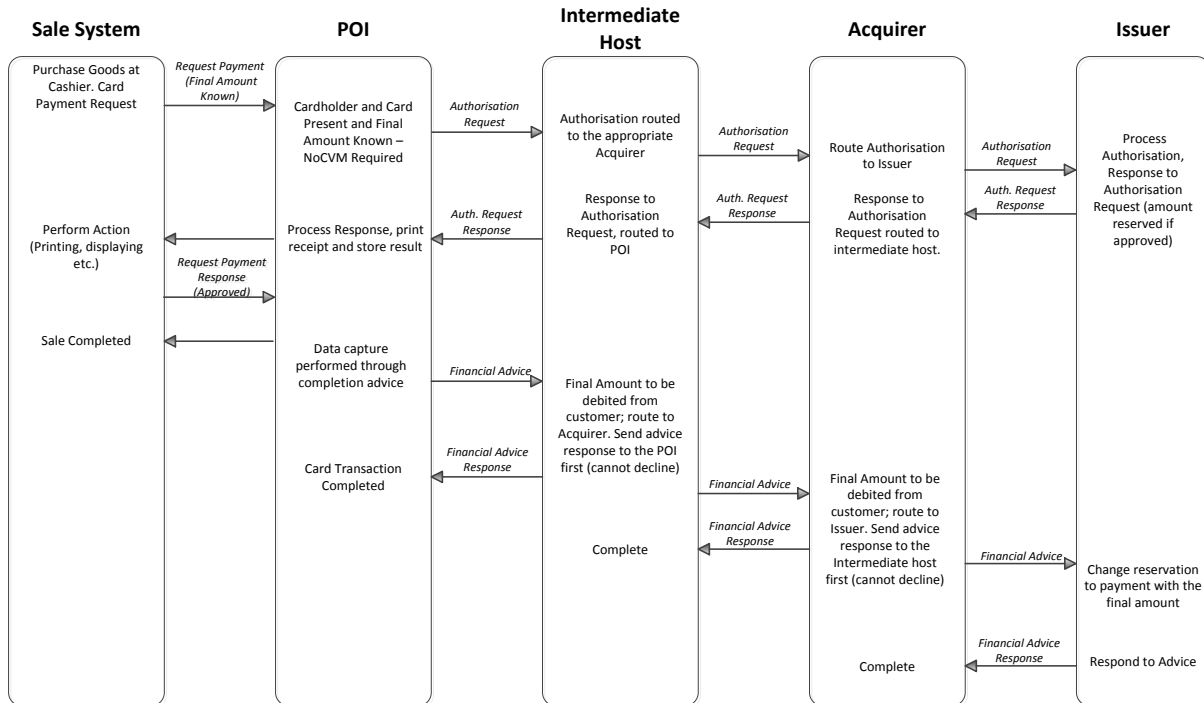 Sale System
POI
Intermediate
Host
Acquirer
Issuer
Purchase Goods at
Cashier. Card
Payment Request
Request Payment
(Final Amount
Known)
Cardholder and Card
Present and Final
Amount Known –
NoCVM Required
Authorisation
Request
Authorisation routed
to the appropriate
Acquirer
Authorisation
Request
Route Authorisation
to Issuer
Authorisation
Request
Process
Authorisation,
Response to
Authorisation
Request (amount
reserved if
approved)
Auth. Request
Response
Response to
Authorisation
Request routed to
intermediate host.
Auth. Request
Response
Response to
Authorisation
Request, routed to
POI
Auth. Request
Response
Process Response, print
receipt and store result
Perform Action
(Printing, displaying
etc.)
Request Payment
Response
(Approved)
Sale Completed
Data capture
performed through
completion advice
Financial Advice
Final Amount to be
debited from
customer; route to
Acquirer. Send advice
response to the POI
first (cannot decline)
Financial Advice
Response
Card Transaction
Completed
Financial Advice
Final Amount to be
debited from
customer; route to
Issuer. Send advice
response to the
Intermediate host
first (cannot decline)
Financial Advice
Response
Complete
Financial Advice
Change reservation
to payment with the
final amount
Financial Advice
Response
Respond to Advice
Complete